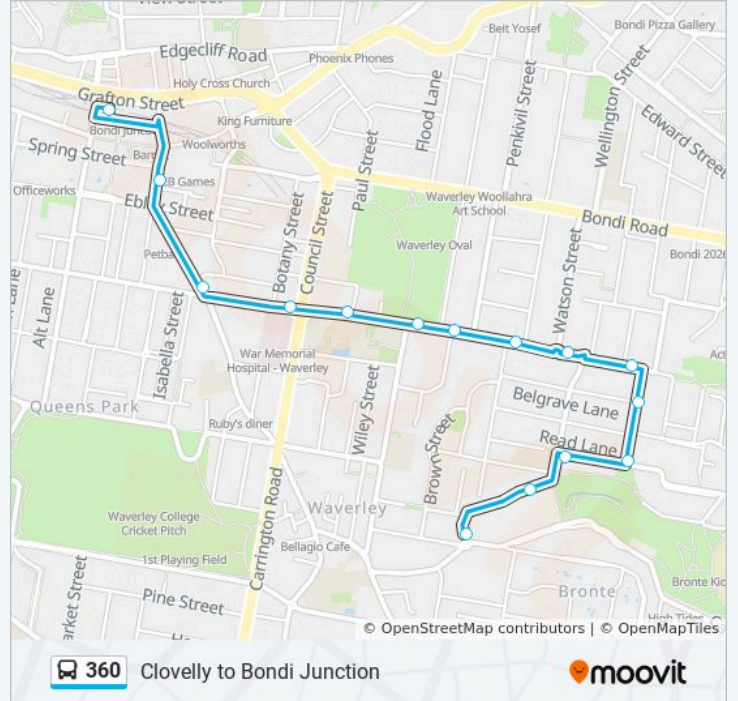 Edgecliff Road
Beit Yosef
Bondi Pizza Gallery
Phoenix Phones
Holy Cross Church
Grafton Street
King Furniture
Bondi
Woolworths
Spring Street
Flood Lane
Penkivil Street
Wellington Street
Edward Street
Paul Street
Officeworks
B Games
Street
Waverley Woollahra
Art School
Bondi Road
Botany Street
Council Street
Waverley Oval
Watson Street
Bondi 2026
Alt Lane
Isabella Street
War Memorial
Hospital - Waverley
Wiley Street
Belgrave Lane
Queens Park
Ruby's diner
Brown Street
Read Lane
Waverley College
Cricket Pitch
Carrington Road
Waverley
1st Playing Field
Bellagio Cafe
Bronte
Bronte Kio
Pine Street
arket Street
© OpenStreetMap contributors | © OpenMapTiles
360 Clovelly to Bondi Junction
moovit